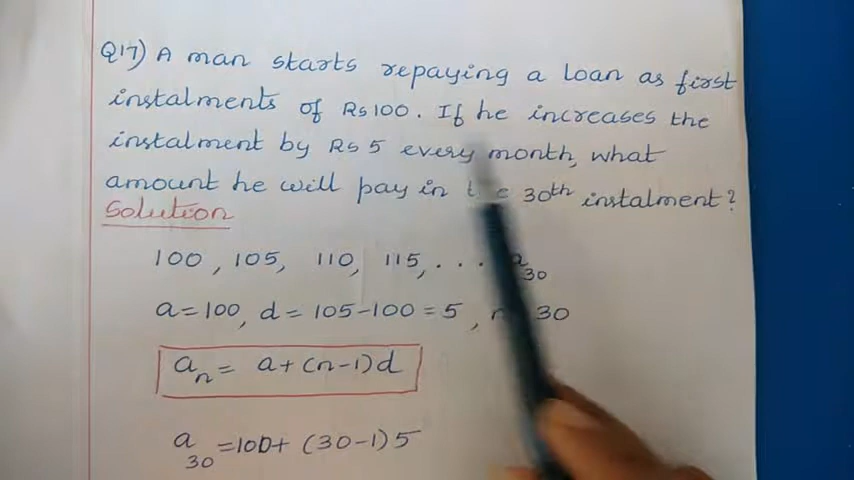 Q17) A man starts repaying a loan as first
instalments of Rs100. If he increases the
instalment by Rs 5 every month, what
amount he will pay in 30th instalment?
Solution
100, 105, 110, 115, . . . a30
a=100, d = 105-100 = 5, 30
an = a+(n-1)d
a30 =100+ (30-1)5